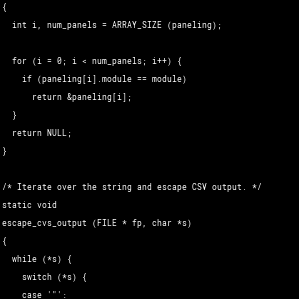 {
  int i, num_panels = ARRAY_SIZE (paneling);

  for (i = 0; i < num_panels; i++) {
    if (paneling[i].module == module)
      return &paneling[i];
  }
  return NULL;
}

/* Iterate over the string and escape CSV output. */
static void
escape_cvs_output (FILE * fp, char *s)
{
  while (*s) {
    switch (*s) {
    case '"':